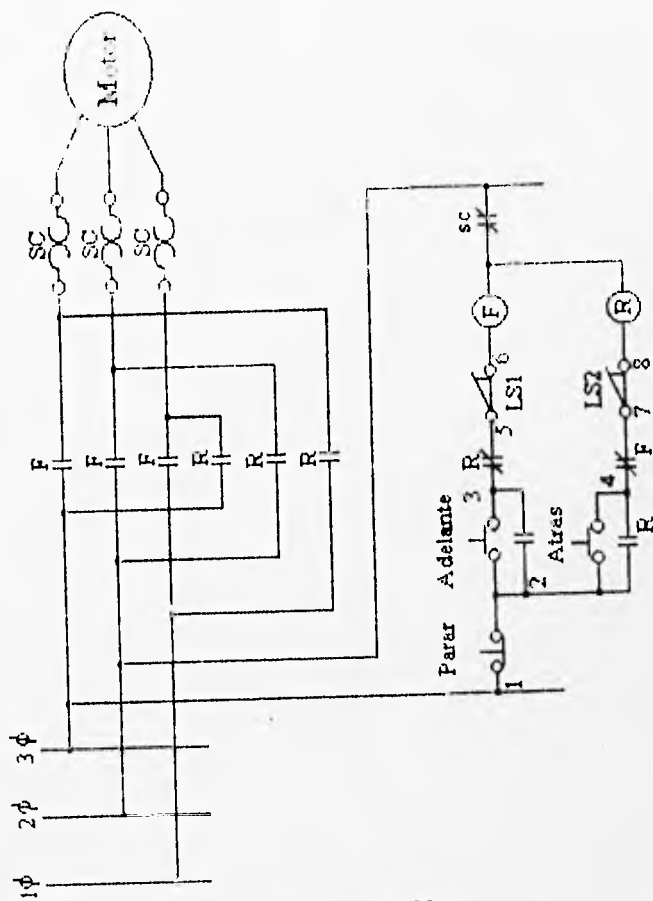 Motor
SC
SC
SC
F
F
F
R
R
R
3ϕ
2ϕ
1ϕ
Parar
Adelante
Atras
1
2
3
R
5
LS1
6
F
sc
4
R
F
7
LS2
8
R